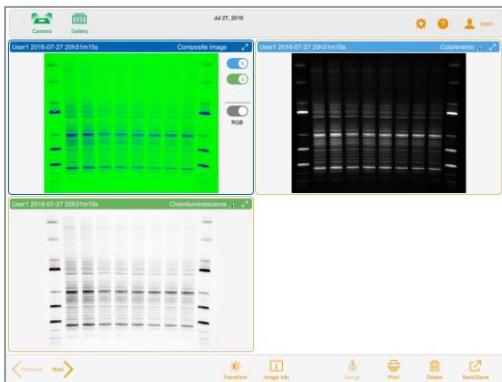 Jul 27, 2016
Camera
Gallery
User1
User1 2016-07-27 20h31m15s
Composite Image
RGB
User1 2016-07-27 20h31m15s
Colorimetric
User1 2016-07-27 20h31m15s
Chemiluminescence
Previous
Next
Transform
Image Info
Merge
Print
Delete
Send/Save